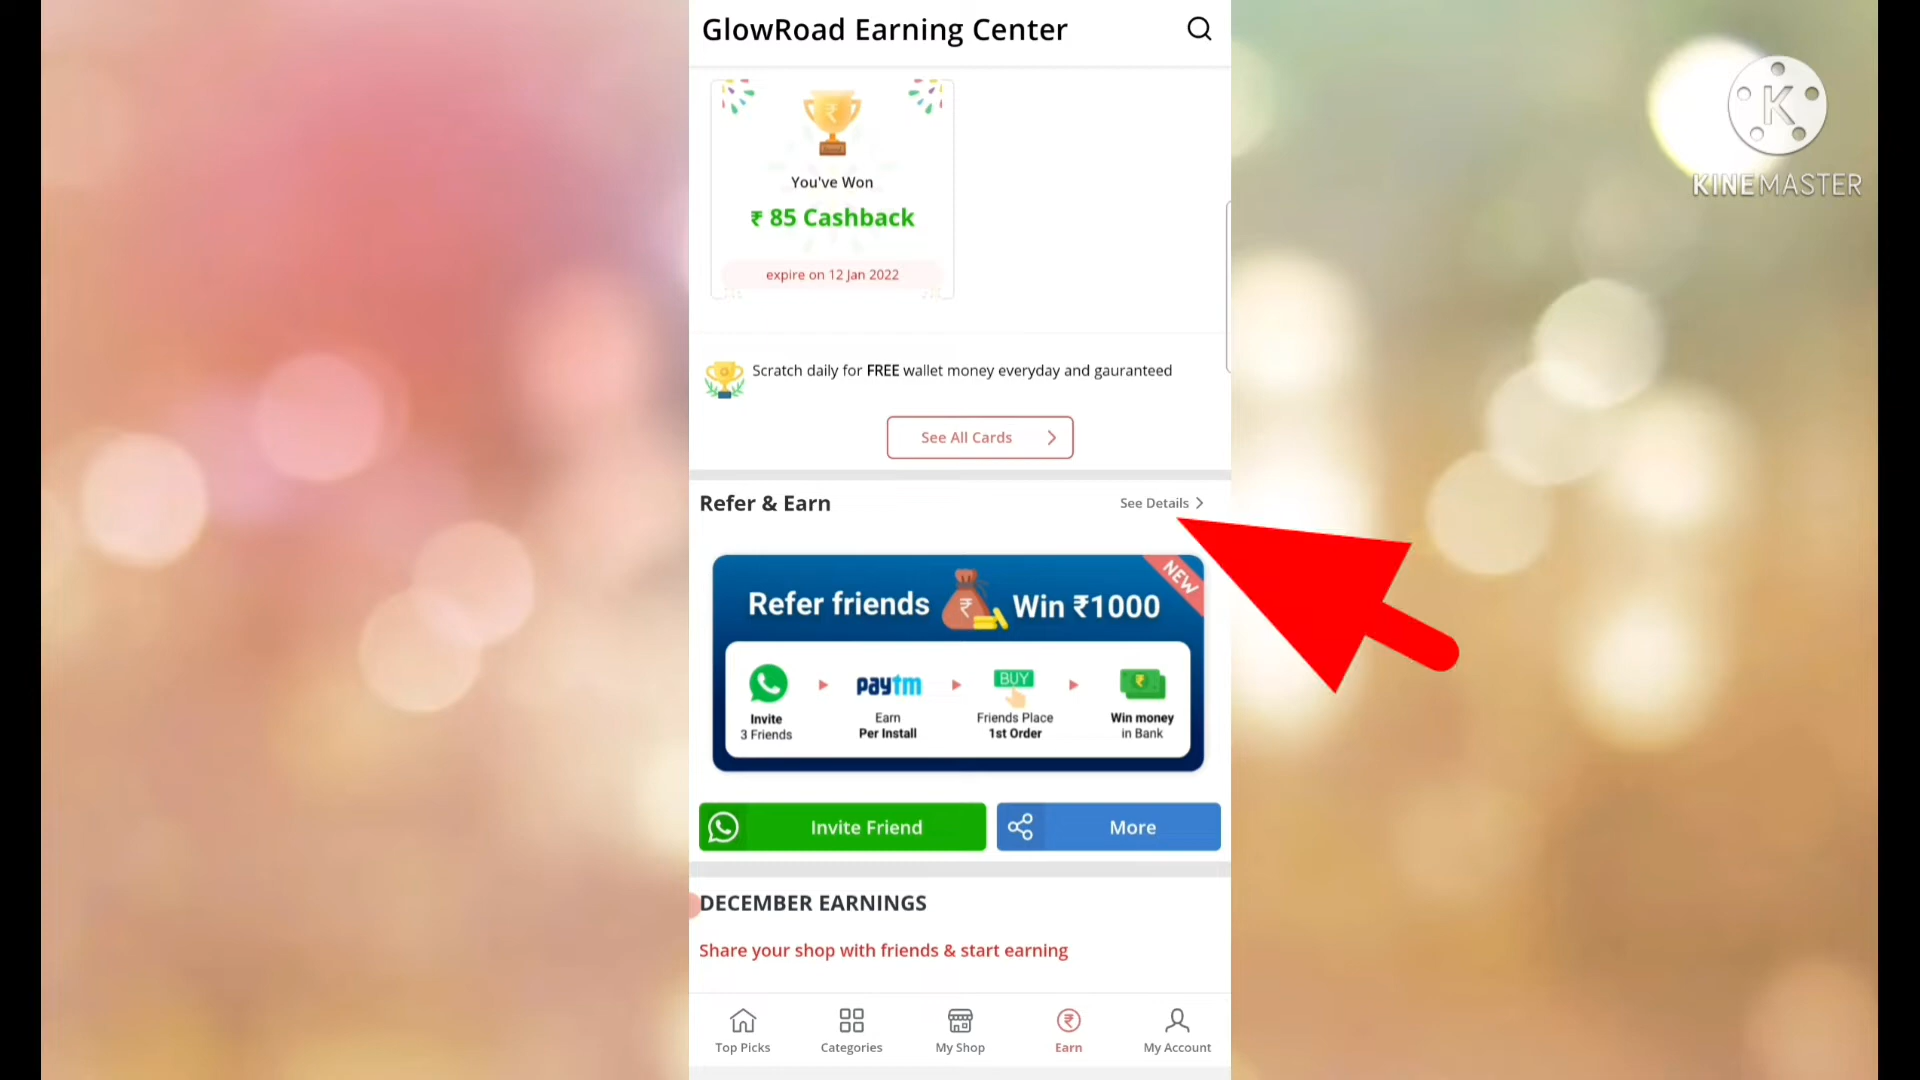 GlowRoad Earning Center
K
KINEMASTER
You've Won
₹ 85 Cashback
expire on 12 Jan 2022
Scratch daily for FREE wallet money everyday and gauranteed
See All Cards
Refer & Earn
See Details
NEW
Refer friends Win ₹1000
paytm
BUY
Invite
3 Friends
Earn
Per Install
Friends Place
1st Order
Win money
in Bank
Invite Friend
More
DECEMBER EARNINGS
Share your shop with friends & start earning
Top Picks
Categories
My Shop
Earn
My Account